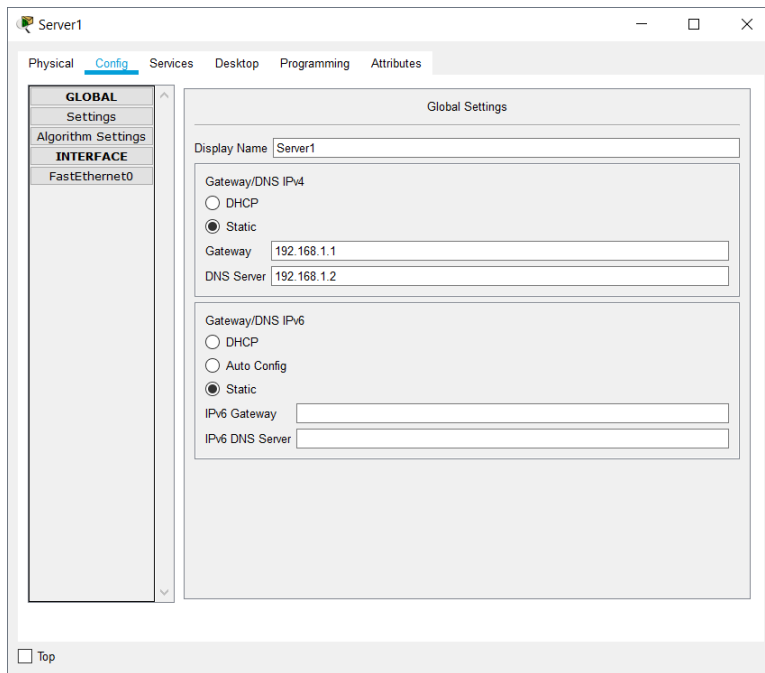 Server1
Physical Config Services Desktop Programming Attributes
GLOBAL
Settings
Algorithm Settings
INTERFACE
FastEthernet0
Global Settings
Display Name Server1
Gateway/DNS IPv4
DHCP
Static
Gateway 192.168.1.1
DNS Server 192.168.1.2
Gateway/DNS IPv6
DHCP
Auto Config
Static
IPv6 Gateway
IPv6 DNS Server
Top